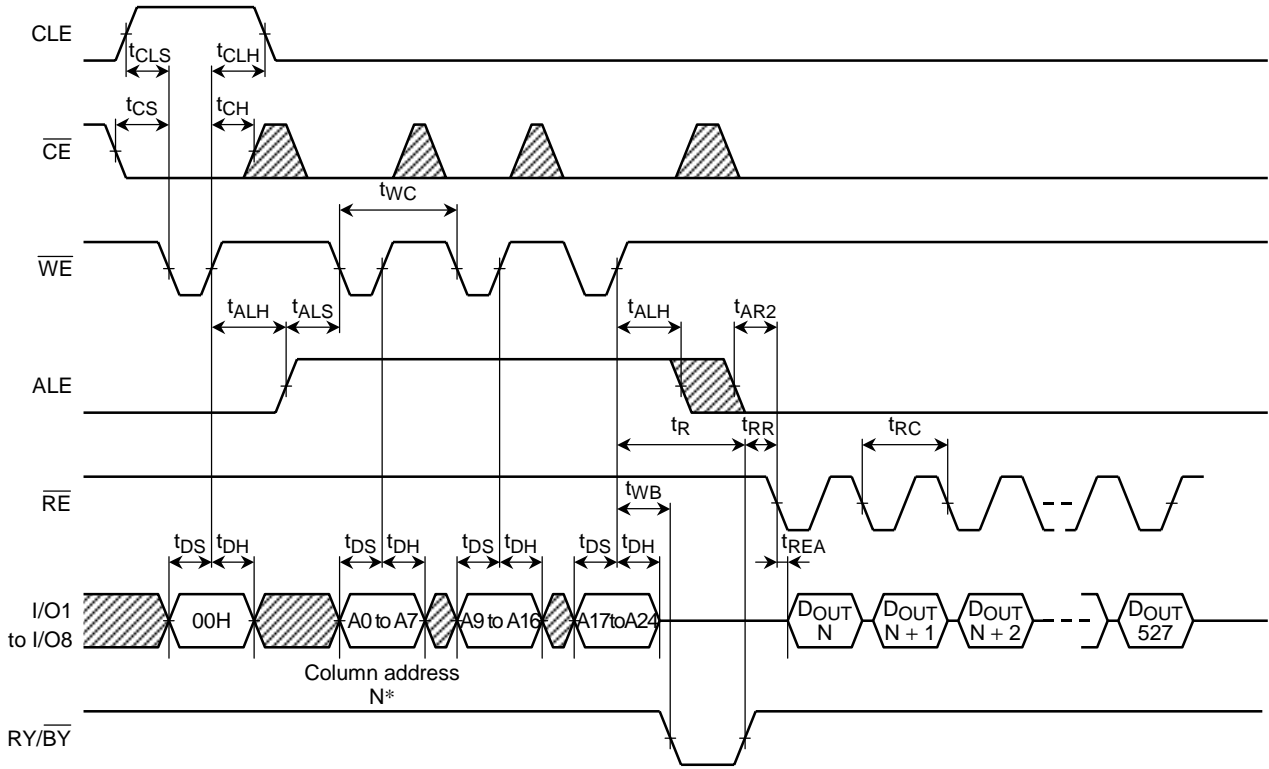 CLE
tCLS tCLH
tCS tCH
CE
tWC
WE
tALH tALS tALH tAR2
ALE
tR tRR tRC
RE
tWB
tDS tDH tDS tDH tDS tDH tDS tDH tREA
I/O1
to I/O8
00H A0 to A7 A9 to A16 A17toA24
DOUT
N
DOUT
N + 1
DOUT
N + 2
DOUT
527
Column address
N*
RY/BY